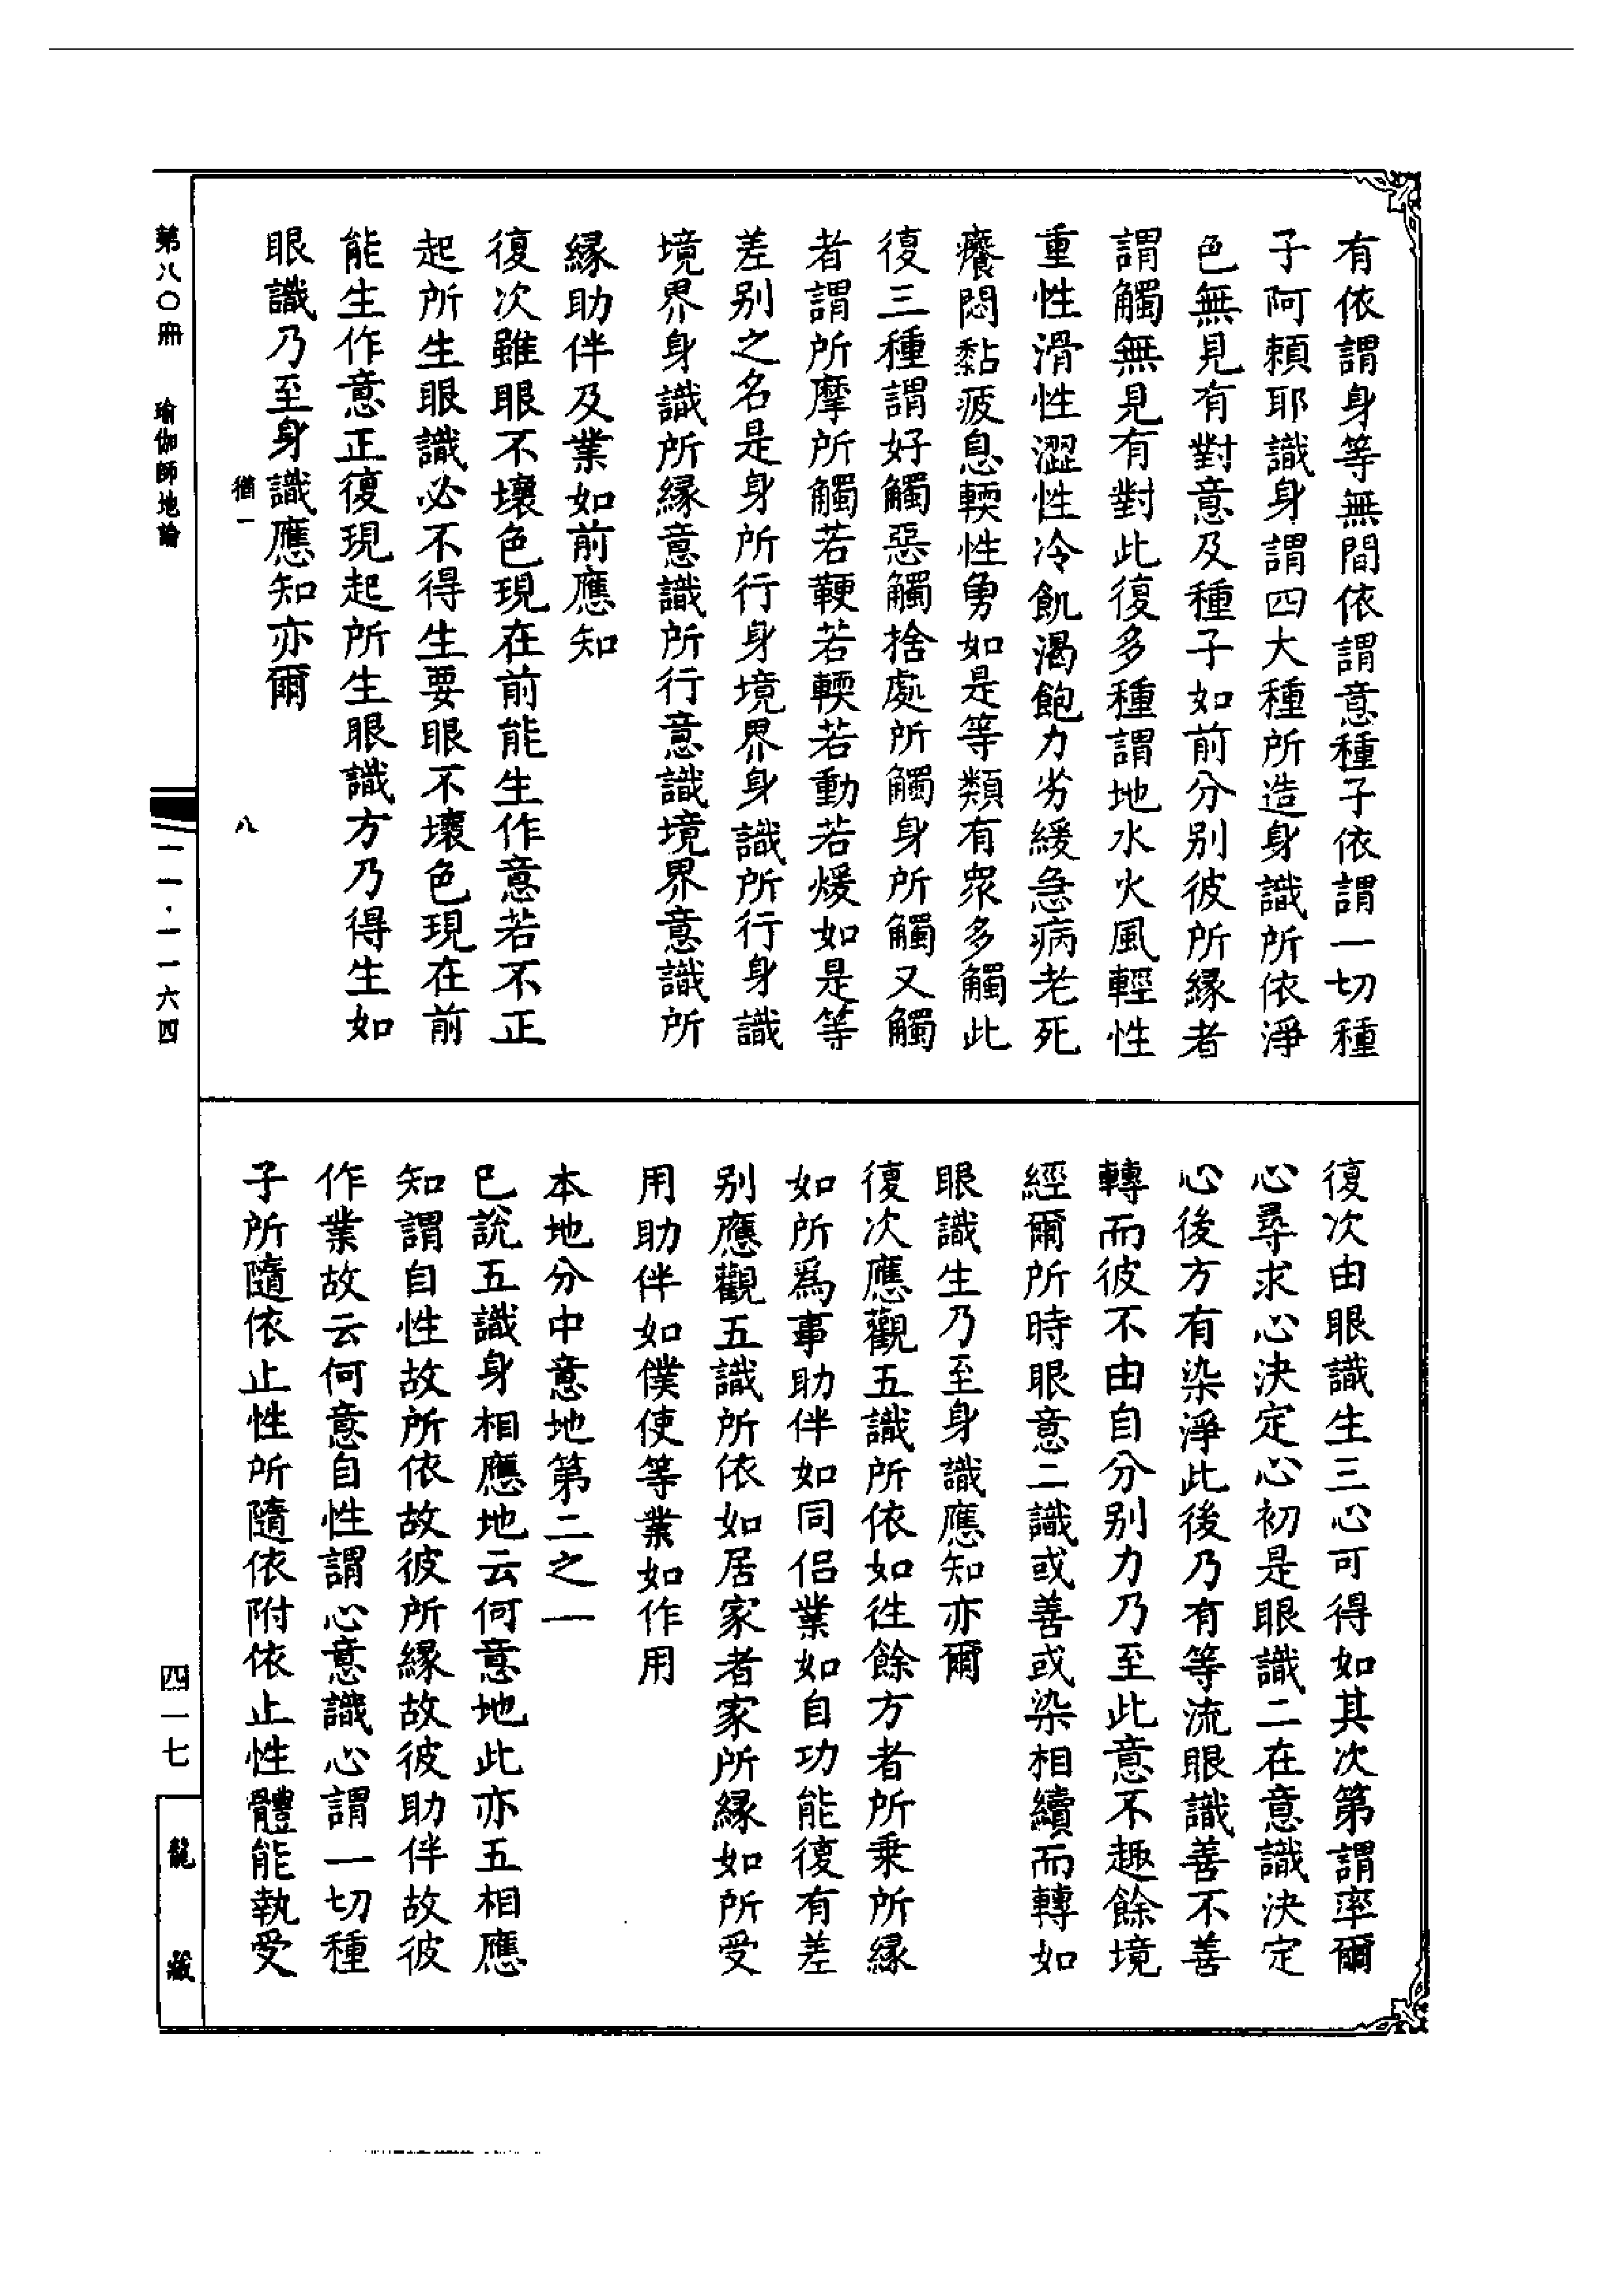 有依謂身等無間依謂意種子依謂一切種
子阿頼耶識身謂四大種所造身識所依淨
色無見有對意及種子如前分別彼所縁者
謂觸無見有對此復多種謂地水火風輕性
重性滑性澀性冷飢渴飽力劣緩急病老死
癢悶黏疲息輭性勇如是等類有衆多觸此
復三種謂好觸惡觸捨處所觸身所觸又觸
者謂所摩所觸若鞕若輭若動若煖如是等
差別之名是身所行身境界身識所行身識
境界身識所縁意識所行意識境界意識所
縁助伴及業如前應知
復次雖眼不壞色現在前能生作意若不正
起所生眼識必不得生要眼不壞色現在前
能生作意正復現起所生眼識方乃得生如
眼識乃至身識應知亦爾
猶一
八
復次由眼識生三心可得如其次第謂率爾
心尋求心決定心初是眼識二在意識決定
心後方有染淨此後乃有等流眼識善不善
轉而彼不由自分別力乃至此意不趣餘境
經爾所時眼意二識或善或染相續而轉如
眼識生乃至身識應知亦爾
復次應觀五識所依如往餘方者所乗所縁
如所爲事助伴如同侣業如自功能復有差
別應觀五識所依如居家者家所縁如所受
用助伴如僕使等業如作用
本地分中意地第二之一
已說五識身相應地云何意地此亦五相應
知謂自性故所依故彼所縁故彼助伴故彼
作業故云何意自性謂心意識心謂一切種
子所隨依止性所隨依附依止性體能執受
第八〇冊
瑜伽師地論
一一·一一六四
四一七
龍藏